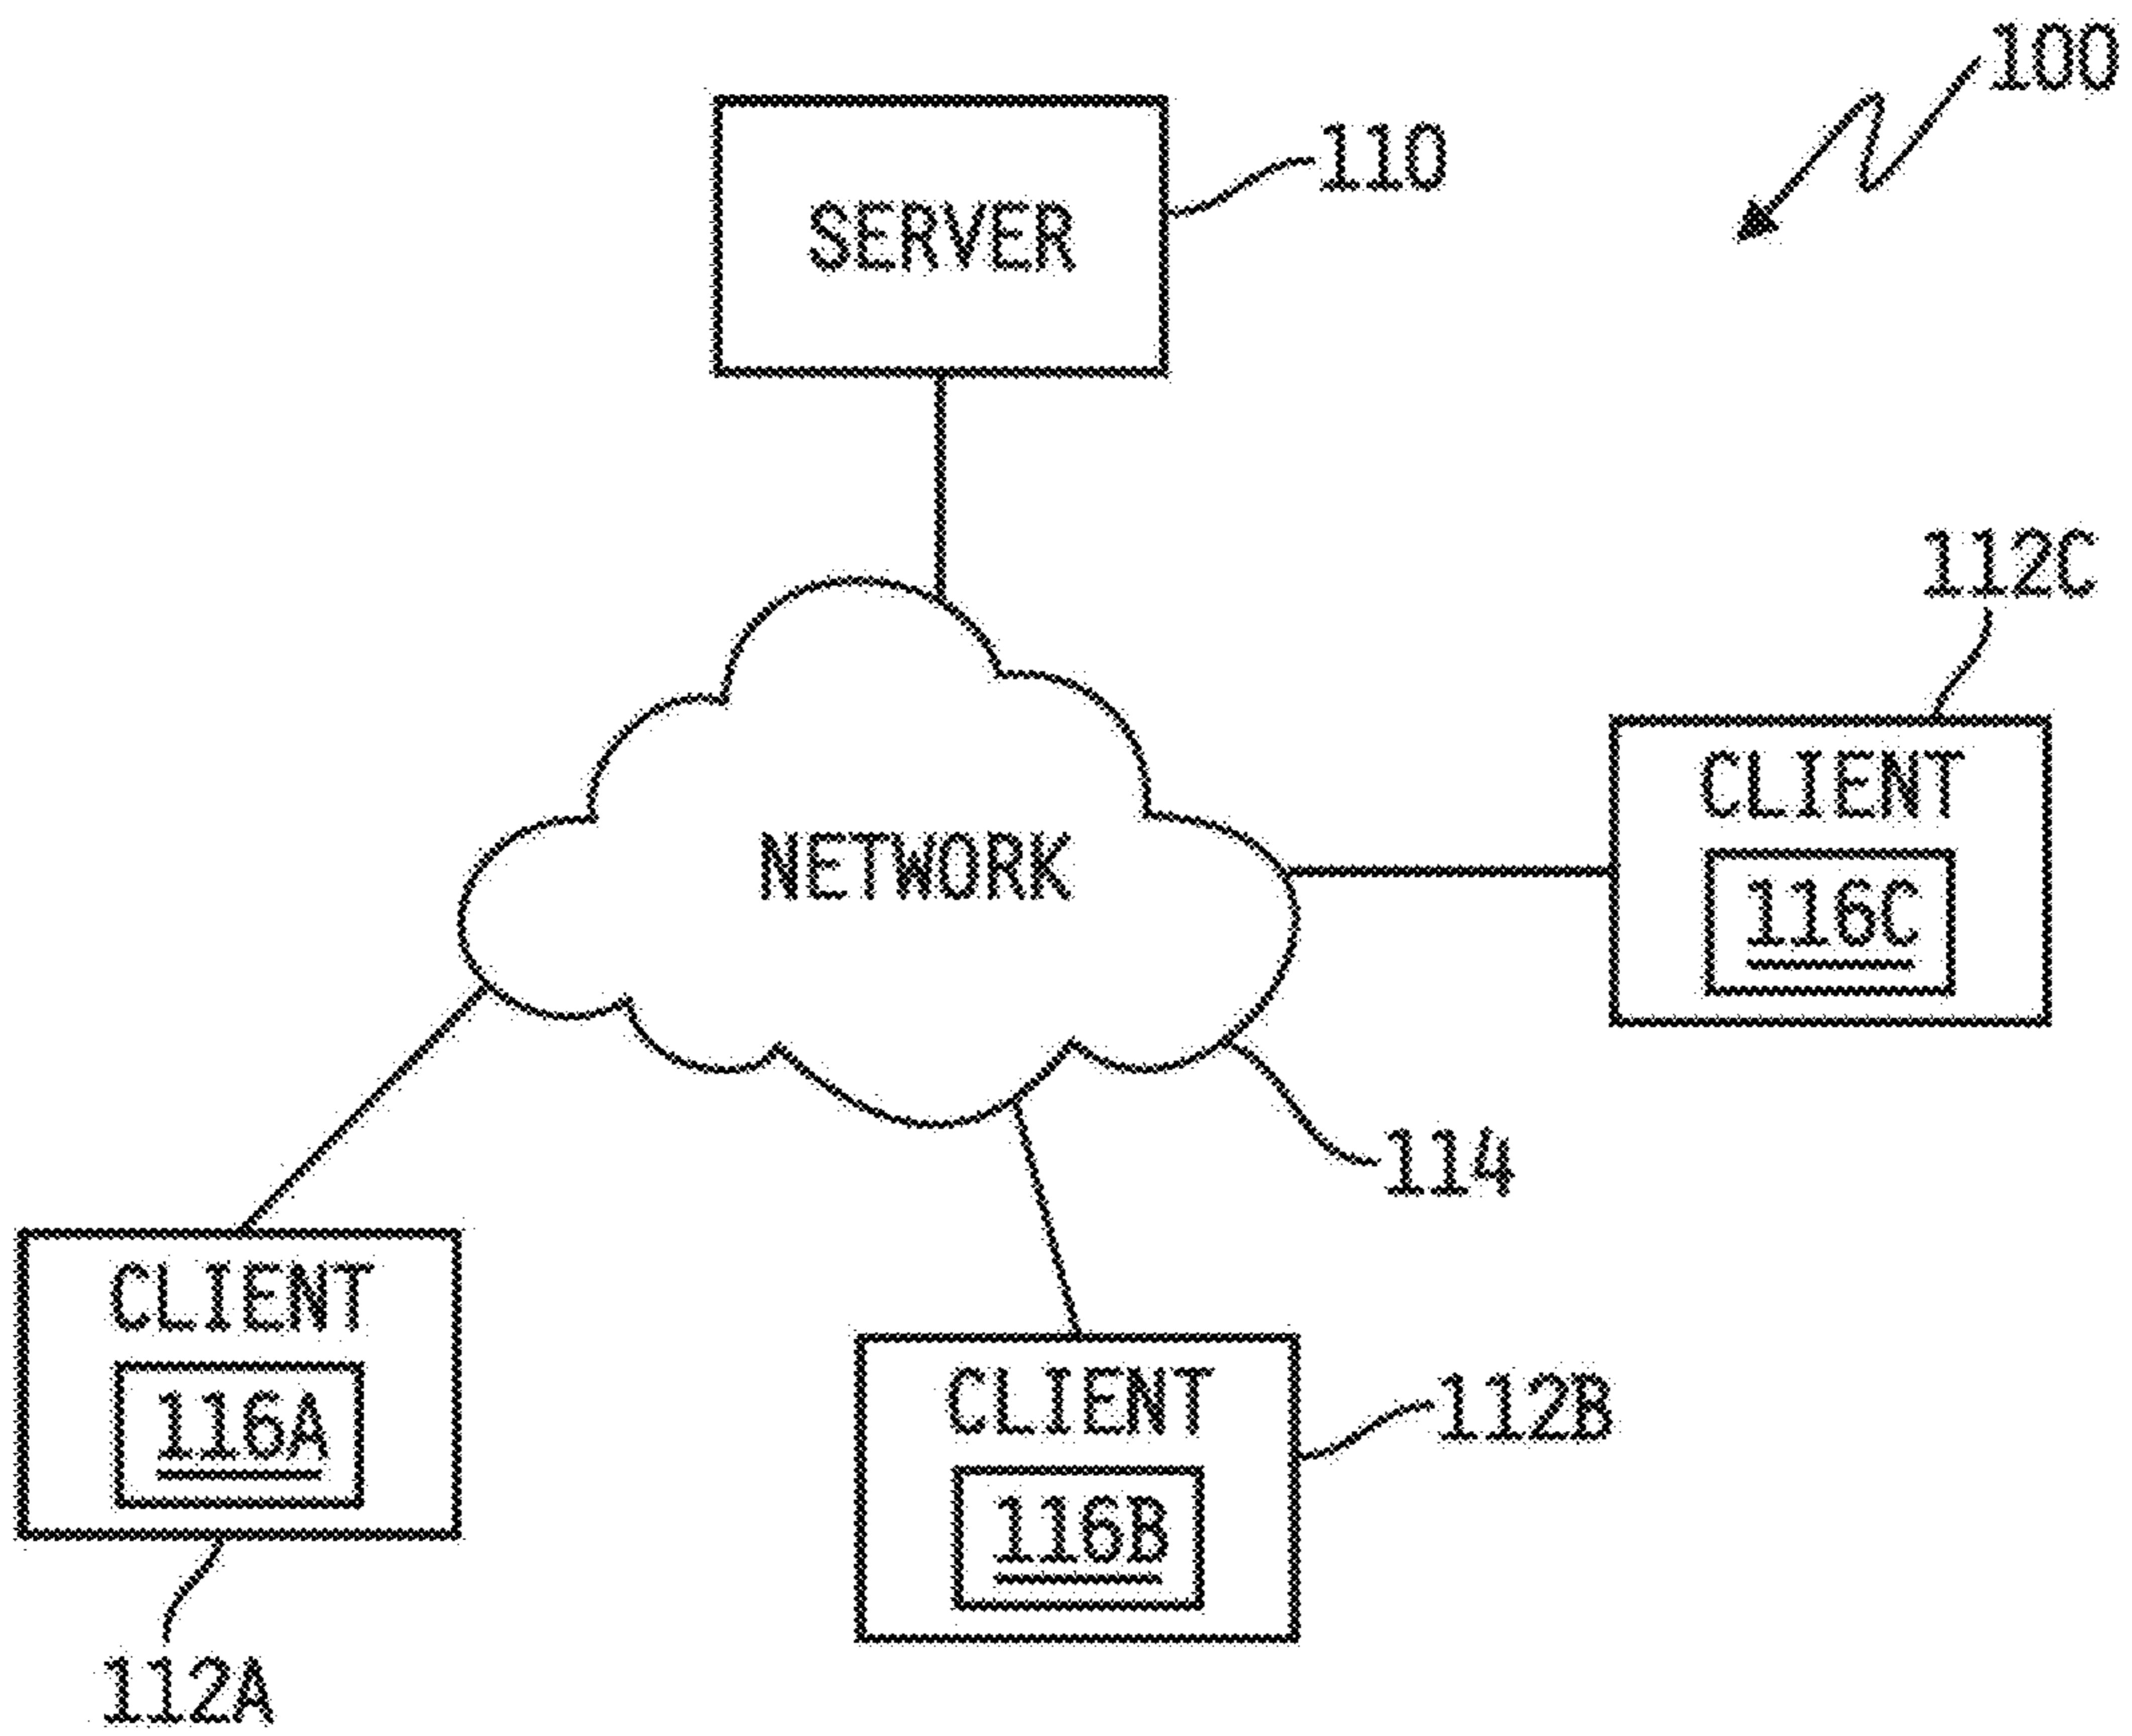 100
110
SERVER
112C
CLIENT
NETWORK
116C
114
CLIENT
CLIENT
112B
116A
116B
112A